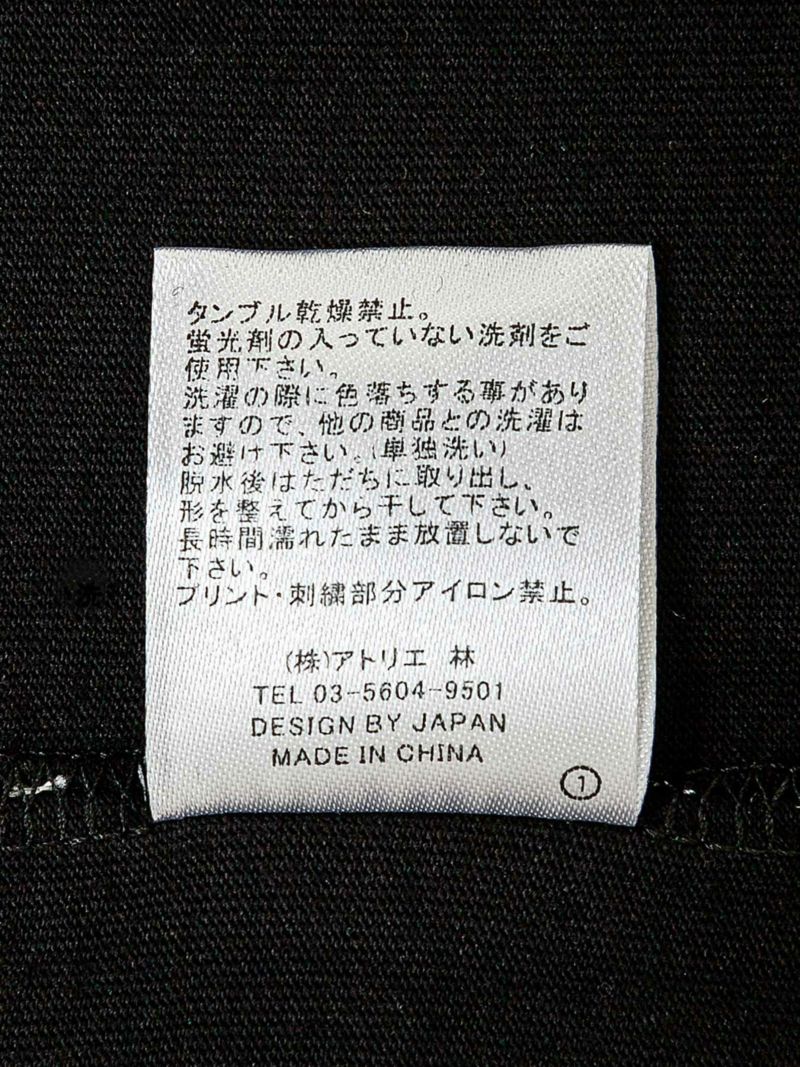 タンブル乾燥禁止。
蛍光剤の入っていない洗剤をご
使用下さい。
洗濯の際に色落ちする事があり
ますので、他の商品との洗濯は
お避け下さい。(単独洗い)
脱水後はただちに取り出し、
形を整えてから干して下さい。
長時間濡れたまま放置しないで
下さい。
プリント・刺繍部分アイロン禁止。
(株)アトリエ 林
TEL 03-5604-9501
DESIGN BY JAPAN
MADE IN CHINA
①